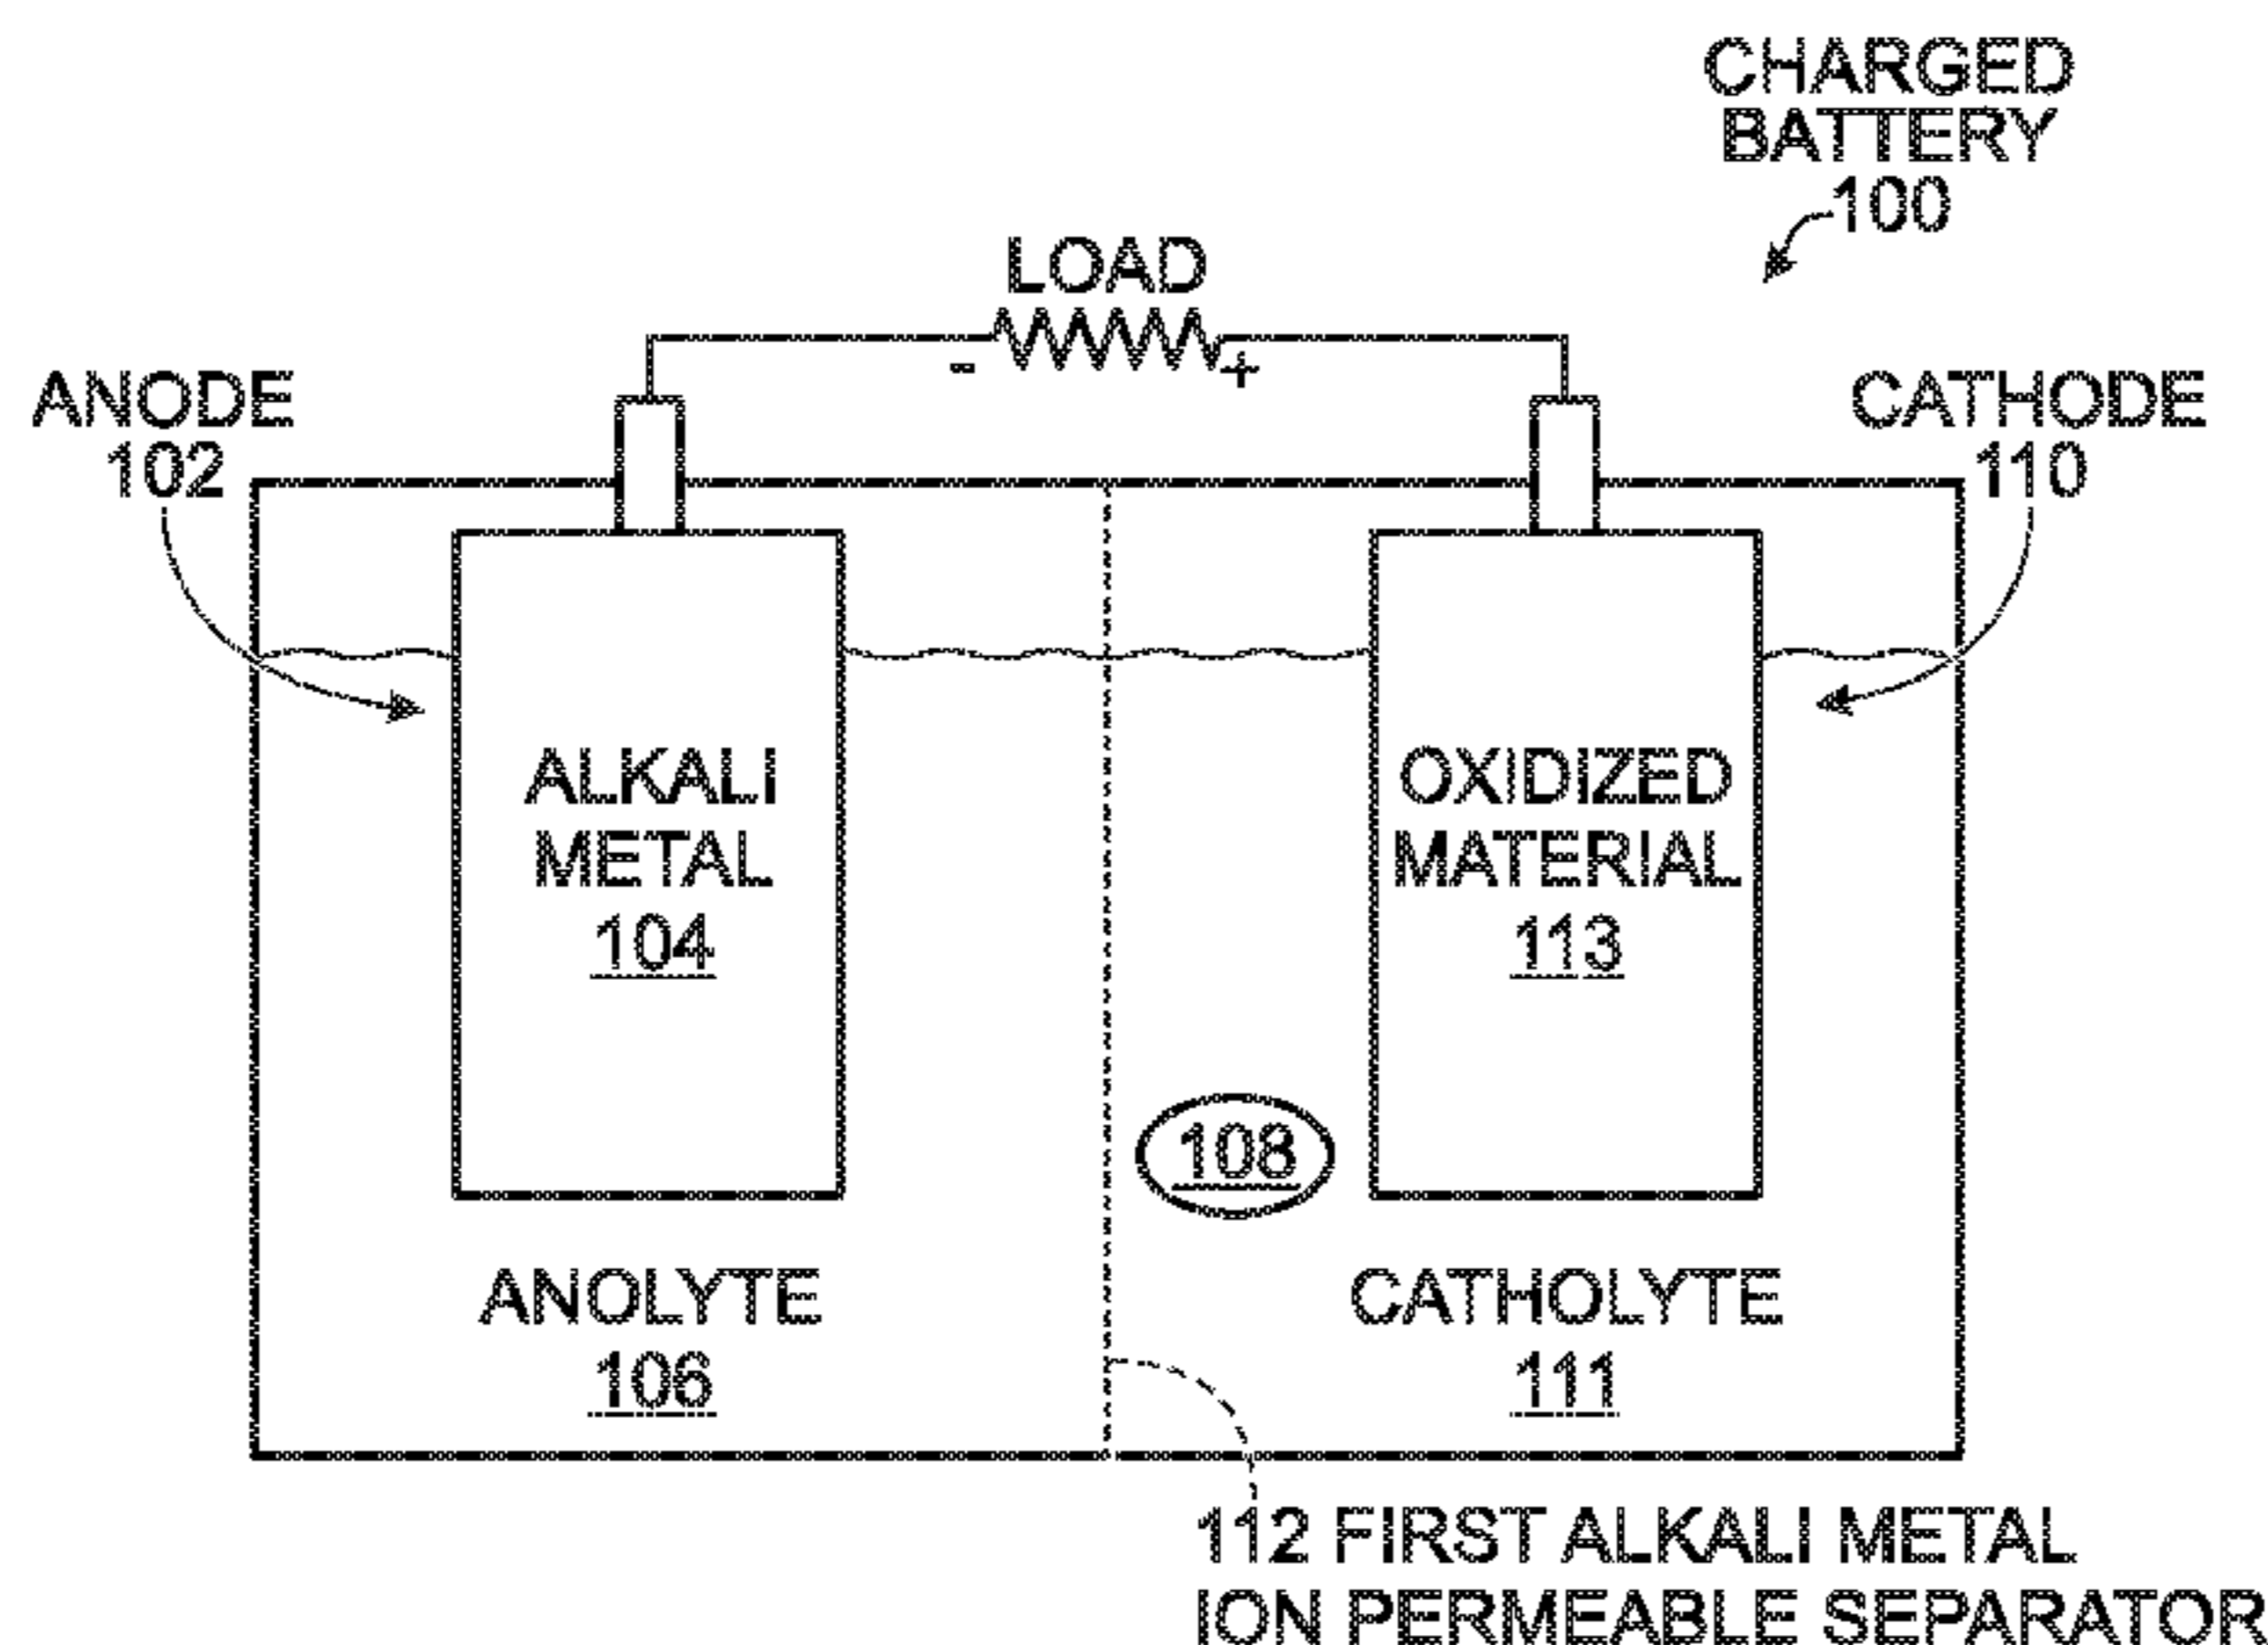 CHARGED
BATTERY
100
LOAD
- +
ANODE
102
CATHODE
110
ALKALI
METAL
104
OXIDIZED
MATERIAL
113
108
ANOLYTE
106
CATHOLYTE
111
112 FIRST ALKALI METAL
ION PERMEABLE SEPARATOR